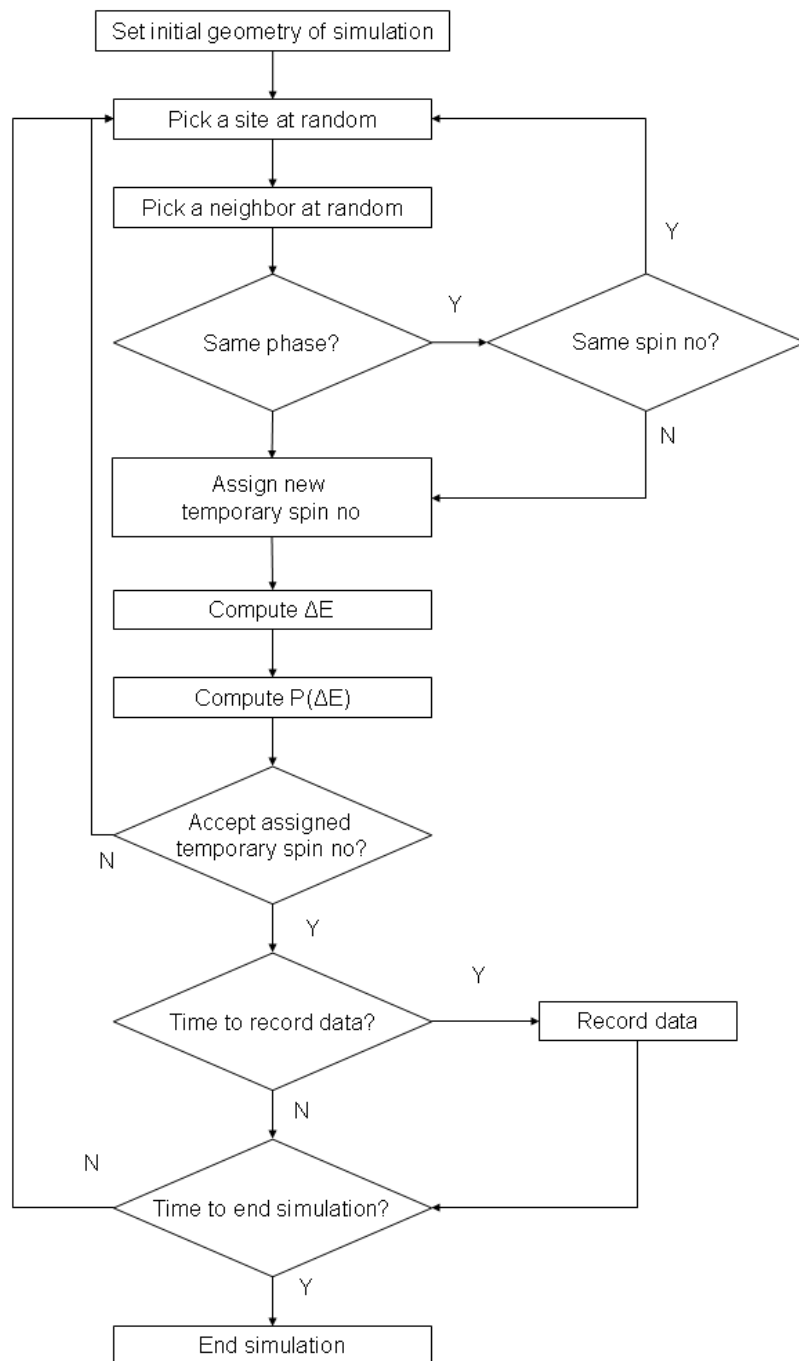 Set initial geometry of simulation
Pick a site at random
Pick a neighbor at random
Y
Y
Same phase?
Same spin no?
N
Assign new
temporary spin no
Compute ΔE
Compute P(ΔE)
Accept assigned
temporary spin no?
N
Y
Y
Time to record data?
Record data
N
N
Time to end simulation?
Y
End simulation